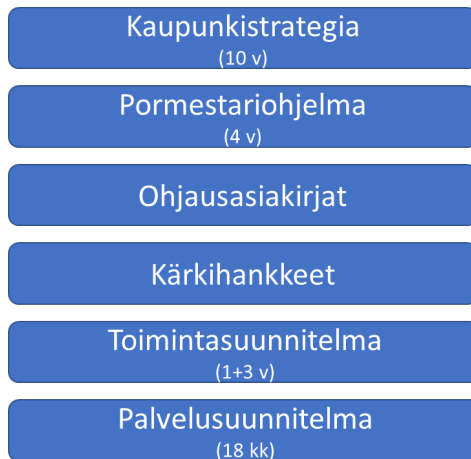 Kaupunkistrategia
(10 v)
Pormestariohjelma
(4 v)
Ohjausasiakirjat
Kärkihankkeet
Toimintasuunnitelma
(1+3 v)
Palvelusuunnitelma
(18 kk)